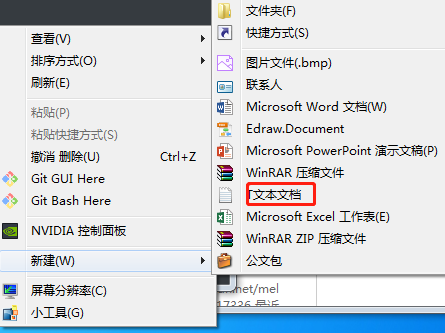 查看(V)
排序方式(O)
刷新(E)
粘贴(P)
粘贴快捷方式(S)
撤消 删除(U) Ctrl+Z
Git GUI Here
Git Bash Here
NVIDIA 控制面板
新建(W)
屏幕分辨率(C)
小工具(G)
文件夹(F)
快捷方式(S)
图片文件(.bmp)
联系人
Microsoft Word 文档(W)
Edraw.Document
Microsoft PowerPoint 演示文稿(P)
WinRAR 压缩文件
文本文档
Microsoft Excel 工作表(E)
WinRAR ZIP 压缩文件
公文包
.net/mel
17336 最近